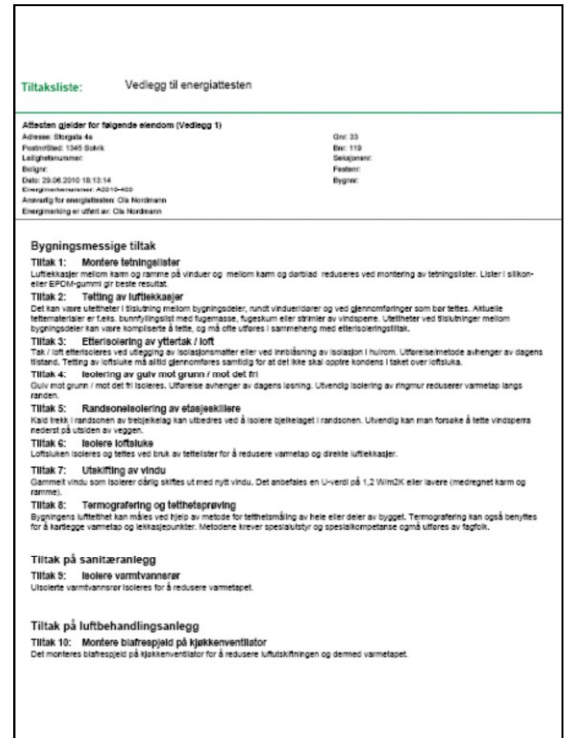 Tiltaksliste: Vedlegg til energiattesten
Attesten gjelder for følgende eiendom (Vedlegg 1)
Adresse: Storgata 4a Gnr: 33
Postnr/Sted: 1345 Solvik Bnr: 119
Leilighetsnummer: Seksjonsnr:
Bolignr: Festenr:
Dato: 29.06.2010 18:13:14 Bygnnr:
Energimerkenummer: A2010-400
Ansvarlig for energiattesten: Ola Nordmann
Energimerking er utført av: Ola Nordmann
Bygningsmessige tiltak
Tiltak 1: Montere tetningslister
Luftlekkasjer mellom karm og ramme på vinduer og mellom karm og dørblad reduseres ved montering av tetningslister. Lister i silikon-
eller EPDM-gummi gir beste resultat.
Tiltak 2: Tetting av luftlekkasjer
Det kan være utettheter i tilslutning mellom bygningsdeler, rundt vinduer/dører og ved gjennomføringer som bør tettes. Aktuelle
tettematerialer er f.eks. bunnfyllingslist med fugemasse, fugeskum eller strimler av vindsperre. Utettheter ved tilslutninger mellom
bygningsdeler kan være kompliserte å tette, og må ofte utføres i sammeheng med etterisoleringstiltak.
Tiltak 3: Etterisolering av yttertak / loft
Tak / loft etterisoleres ved utlegging av isolasjonsmatter eller ved innblåsning av isolasjon i hulrom. Utførelse/metode avhenger av dagens
tilstand. Tetting av loftsluke må alltid gjennomføres samtidig for at det ikke skal opptre kondens i taket over loftsluka.
Tiltak 4: Isolering av gulv mot grunn / mot det fri
Gulv mot grunn / mot det fri isoleres. Utførelse avhenger av dagens løsning. Utvendig isolering av ringmur reduserer varmetap langs
randen.
Tiltak 5: Randsoneisolering av etasjeskillere
Kald trekk i randsonen av trebjelkelag kan utbedres ved å isolere bjelkelaget i randsonen. Utvendig kan man forsøke å tette vindsperra
nederst på utsiden av veggen.
Tiltak 6: Isolere loftsluke
Loftsluken isoleres og tettes ved bruk av tettelister for å redusere varmetap og direkte luftlekkasjer.
Tiltak 7: Utskifting av vindu
Gammelt vindu som isolerer dårlig skiftes ut med nytt vindu. Det anbefales en U-verdi på 1,2 W/m2K eller lavere (medregnet karm og
ramme).
Tiltak 8: Termografering og tetthetsprøving
Bygningens lufttetthet kan måles ved hjelp av metode for tetthetsmåling av hele eller deler av bygget. Termografering kan også benyttes
for å kartlegge varmetap og lekkasjepunkter. Metodene krever spesialutstyr og spesialkompetanse ogmå utføres av fagfolk.
Tiltak på sanitæranlegg
Tiltak 9: Isolere varmtvannsrør
Uisolerte varmtvannsrør isoleres for å redusere varmetapet.
Tiltak på luftbehandlingsanlegg
Tiltak 10: Montere blafrespjeld på kjøkkenventilator
Det monteres blafrespjeld på kjøkkenventilator for å redusere luftutskiftningen og dermed varmetapet.